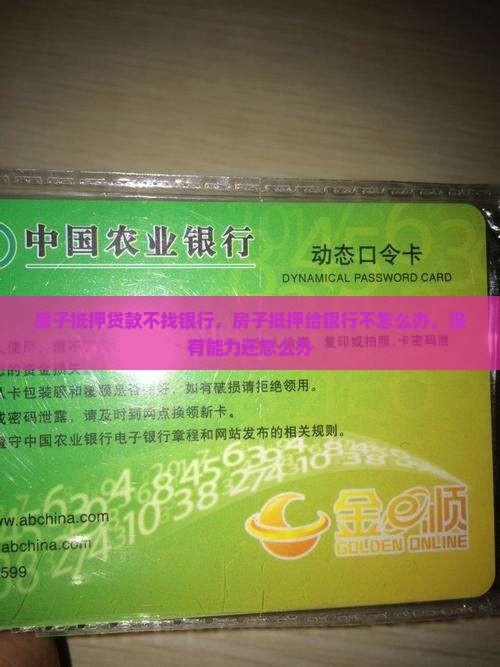 中国农业银行
动态口令卡
DYNAMICAL PASSWORD CARD
房子抵押贷款不找银行，房子抵押给银行不怎么办，没
有能力还怎么办
复印或拍照，卡密码泄
卡包装膜和覆膜是否完好，如有破损请拒绝领用。
或密码泄露，请及时到网点换领新卡。
遵守中国农业银行电子银行章程和网站发布的相关规则。
www.abchina.com
abchina.com
599
金e顺
GOLDEN ONLINE